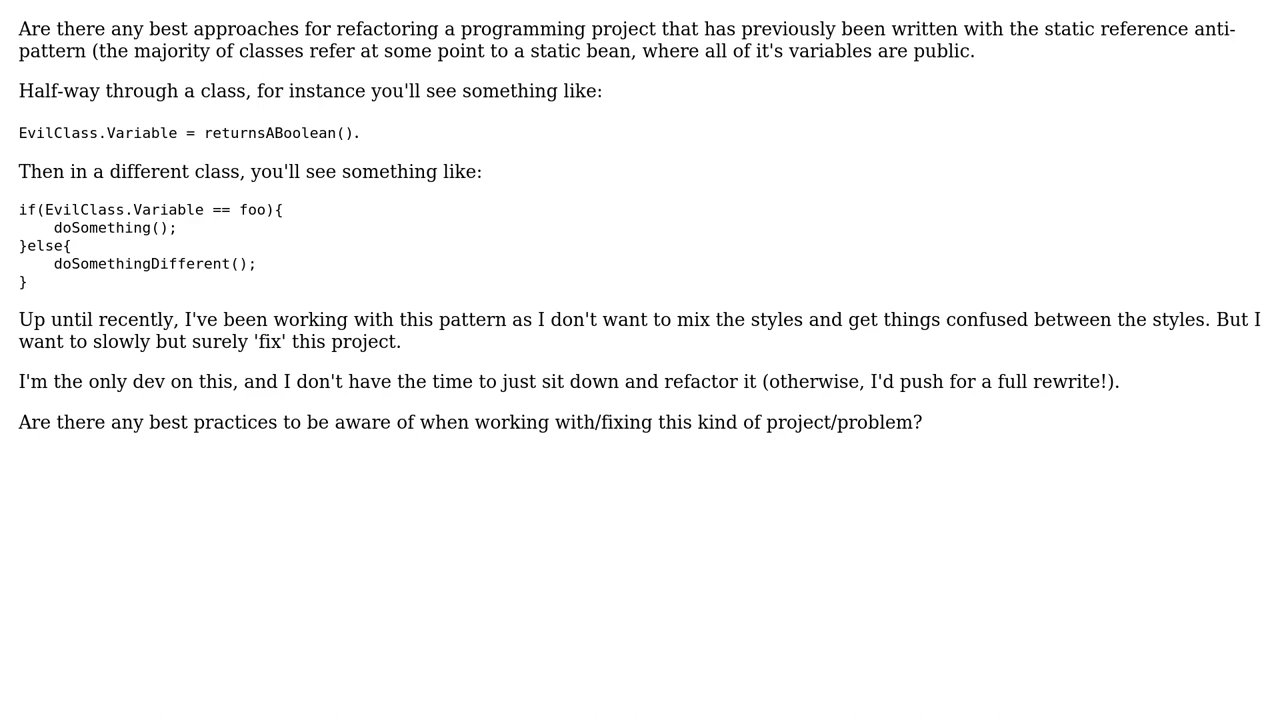 Are there any best approaches for refactoring a programming project that has previously been written with the static reference anti-
pattern (the majority of classes refer at some point to a static bean, where all of it's variables are public.
Half-way through a class, for instance you'll see something like:
EvilClass.Variable = returnsABoolean().
Then in a different class, you'll see something like:
if(EvilClass.Variable == foo){
    doSomething();
}else{
    doSomethingDifferent();
}
Up until recently, I've been working with this pattern as I don't want to mix the styles and get things confused between the styles. But I
want to slowly but surely 'fix' this project.
I'm the only dev on this, and I don't have the time to just sit down and refactor it (otherwise, I'd push for a full rewrite!).
Are there any best practices to be aware of when working with/fixing this kind of project/problem?